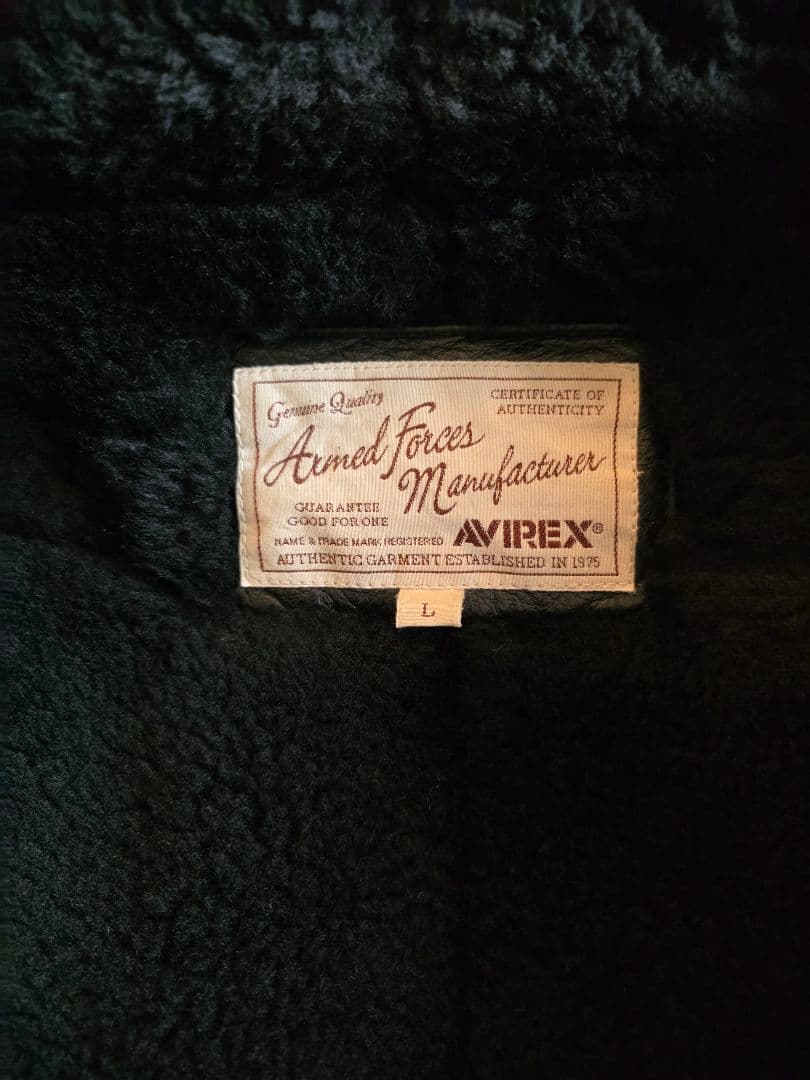 Genuine Quality
CERTIFICATE OF
AUTHENTICITY
Armed Forces
Manufacturer
GUARANTEE
GOOD FOR ONE
NAME & TRADE MARK REGISTERED AVIREX®
AUTHENTIC GARMENT ESTABLISHED IN 1975
L